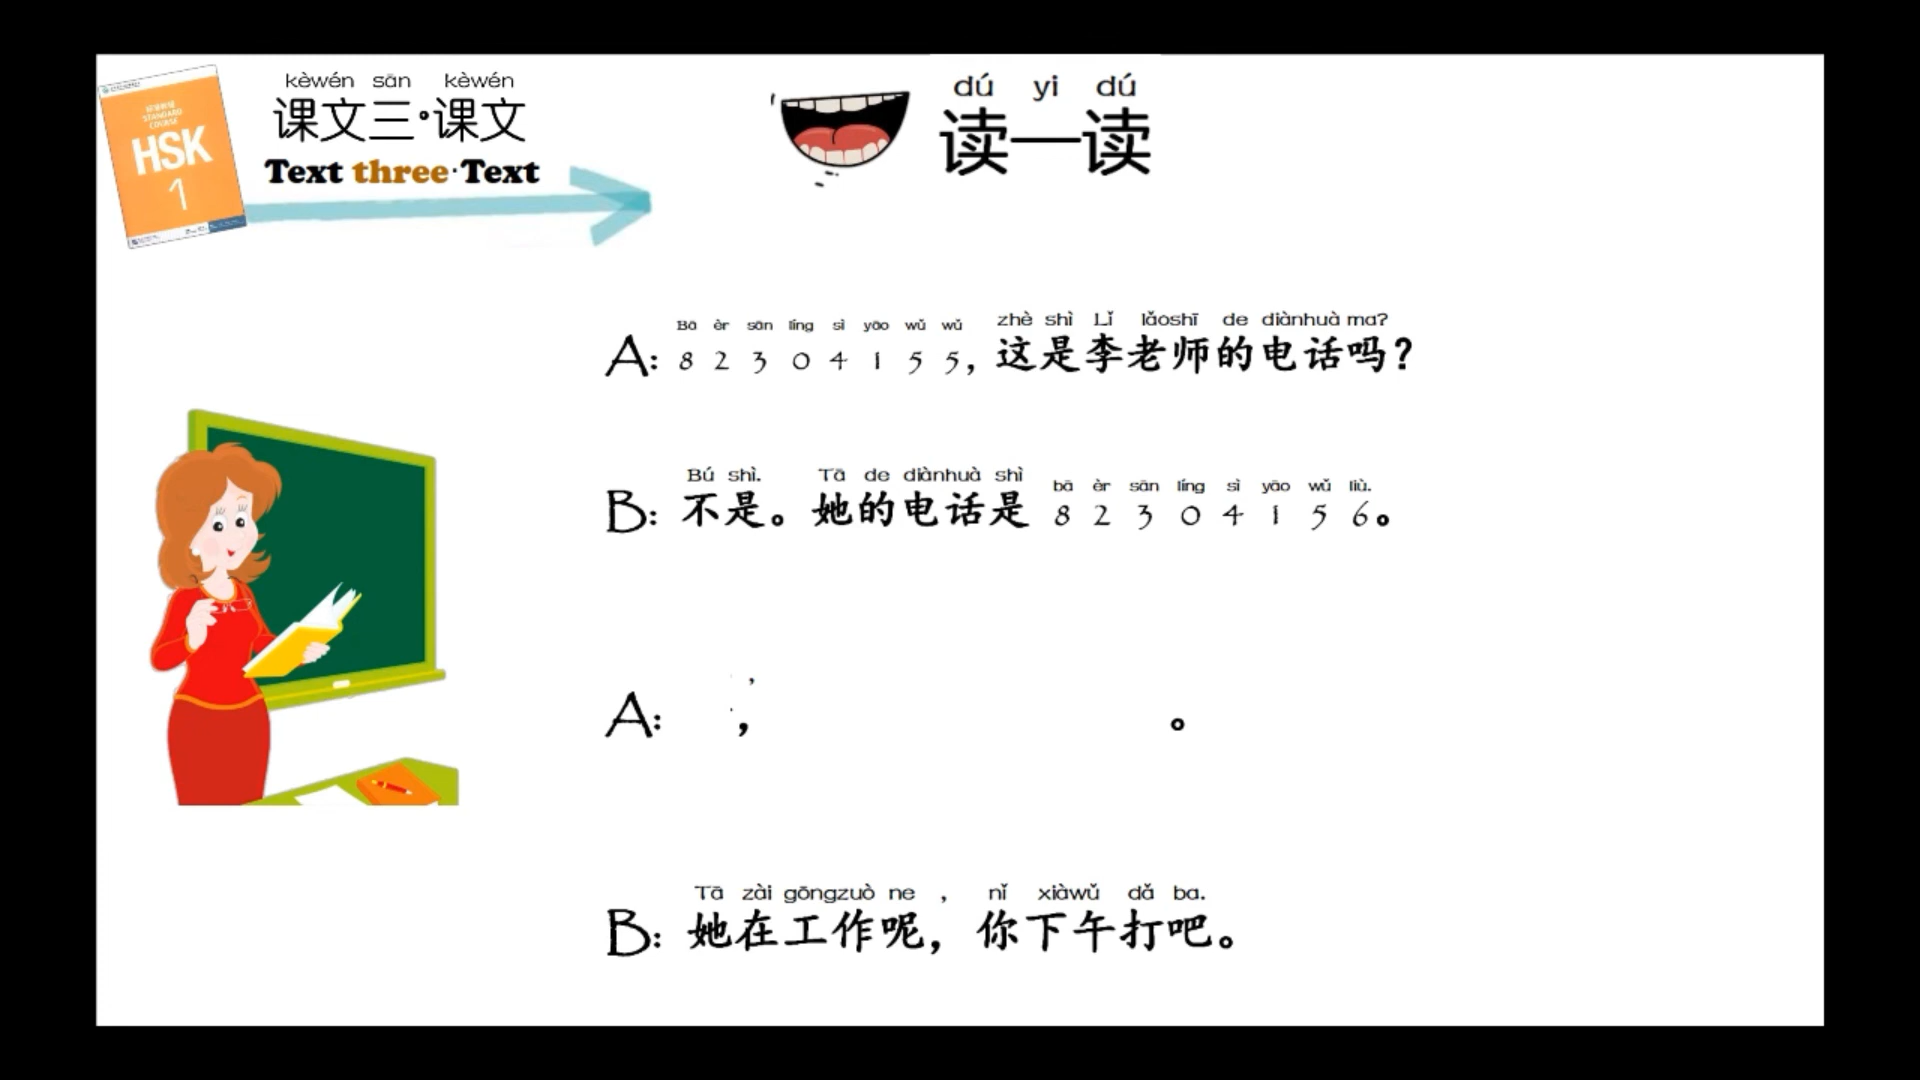 kèwén sān kèwén
课文三·课文
Text three·Text
HSK
1
STANDARD COURSE
dú yi dú
读一读
Bā èr sān líng sì yāo wǔ wǔ zhè shì Lǐ lǎoshī de diànhuà ma?
A: 8 2 3 0 4 1 5 5, 这是李老师的电话吗?
Bú shì. Tā de diànhuà shì bā èr sān líng sì yāo wǔ liù.
B: 不是。她的电话是 8 2 3 0 4 1 5 6。
,
A: , 。
Tā zài gōngzuò ne , nǐ xiàwǔ dǎ ba.
B: 她在工作呢，你下午打吧。